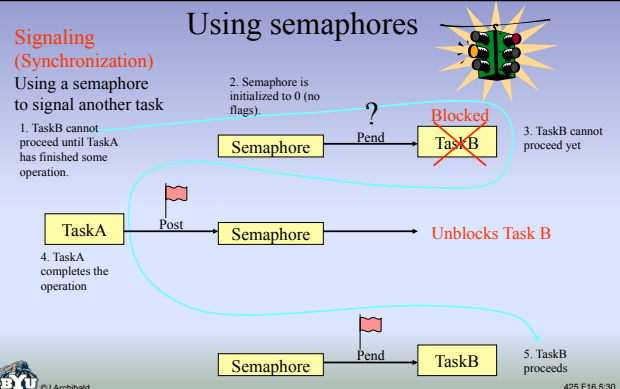 Using semaphores
Signaling
(Synchronization)
Using a semaphore
to signal another task
1. TaskB cannot
proceed until TaskA
has finished some
operation.
2. Semaphore is
initialized to 0 (no
flags).
?
Semaphore
Pend
Blocked
TaskB
3. TaskB cannot
proceed yet
TaskA
Post
Semaphore
Unblocks Task B
4. TaskA
completes the
operation
Semaphore
Pend
TaskB
5. TaskB
proceeds
BYU
© J Archibald
425 F16 5:30